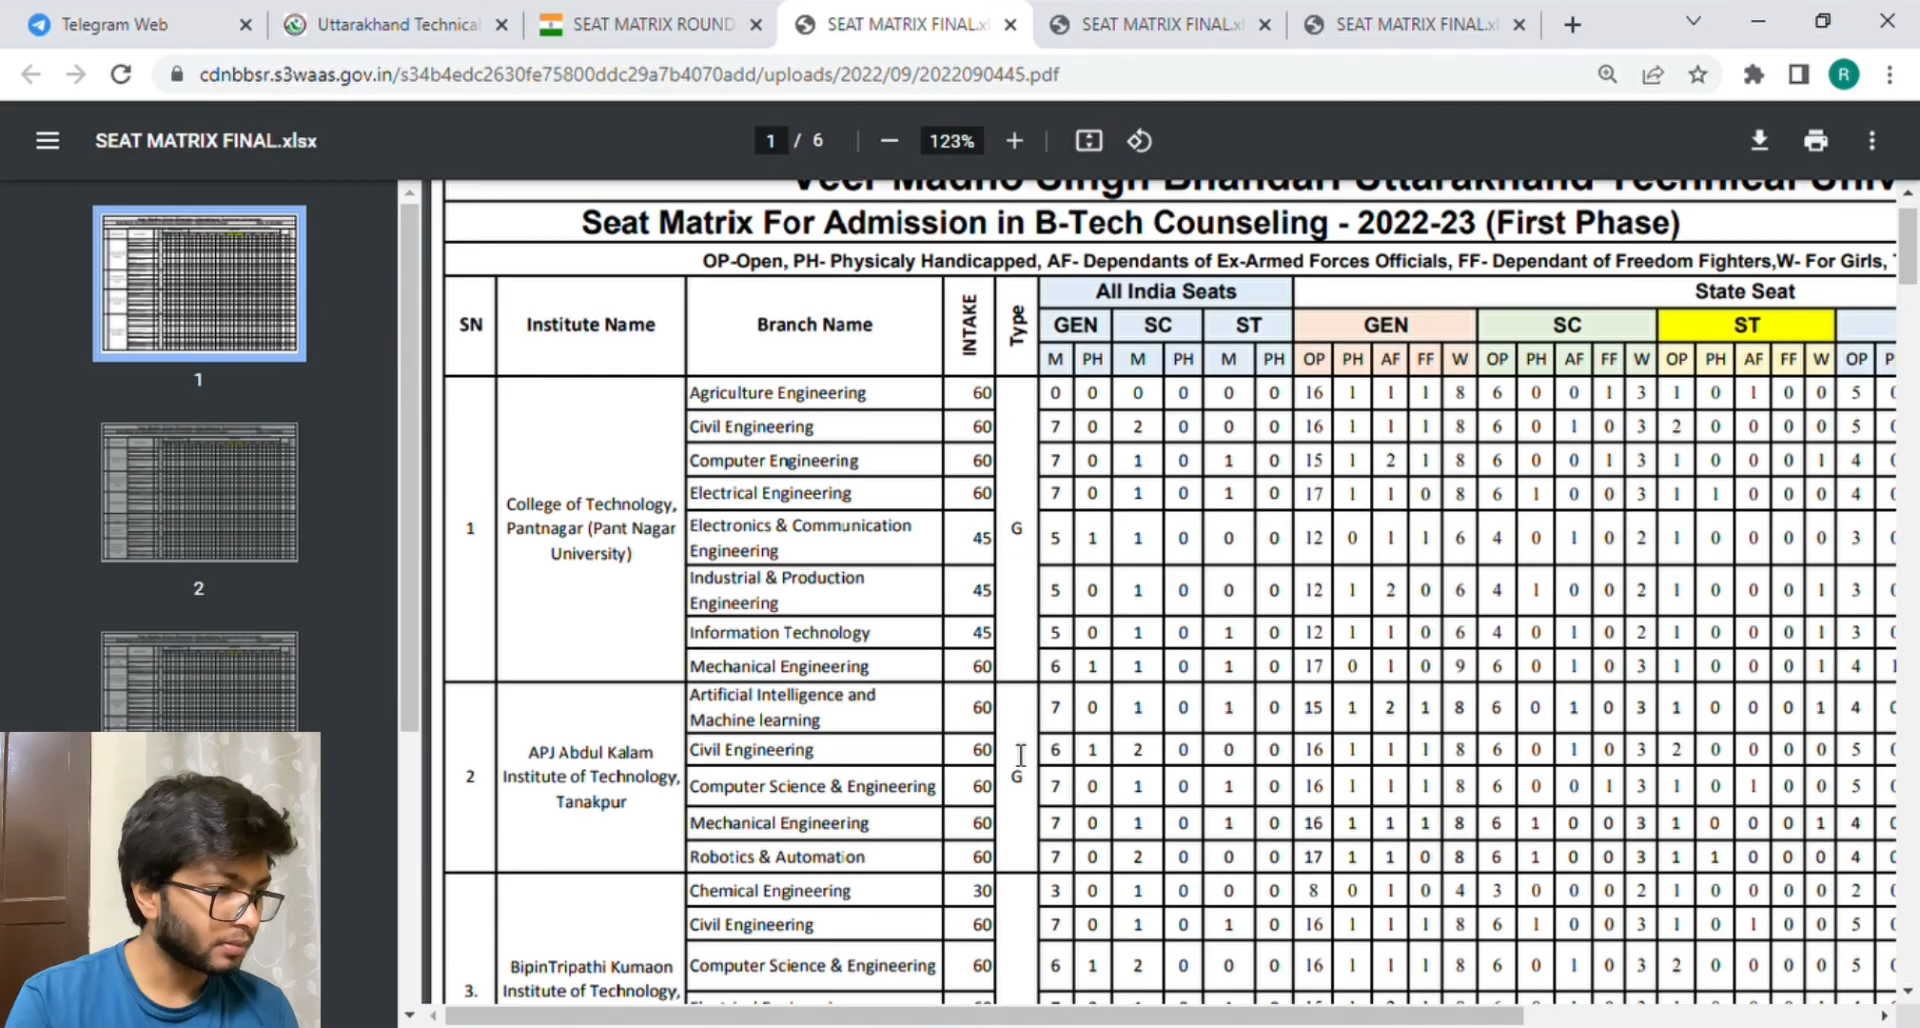 Telegram Web
Uttarakhand Technical
SEAT MATRIX ROUND
SEAT MATRIX FINAL.xl
SEAT MATRIX FINAL.xl
SEAT MATRIX FINAL.xl
cdnbbsr.s3waas.gov.in/s34b4edc2630fe75800ddc29a7b4070add/uploads/2022/09/2022090445.pdf
R
SEAT MATRIX FINAL.xlsx
1 / 6
123%
1
2
Veer Madho Singh Bhandari Uttarakhand Technical Univ
Seat Matrix For Admission in B-Tech Counseling - 2022-23 (First Phase)
OP-Open, PH- Physicaly Handicapped, AF- Dependants of Ex-Armed Forces Officials, FF- Dependant of Freedom Fighters,W- For Girls,
All India Seats State Seat
SN Institute Name Branch Name INTAKE Type GEN SC ST GEN SC ST
M PH M PH M PH OP PH AF FF W OP PH AF FF W OP PH AF FF W OP P
Agriculture Engineering 60 0 0 0 0 0 0 16 1 1 1 8 6 0 0 1 3 1 0 1 0 0 5
Civil Engineering 60 7 0 2 0 0 0 16 1 1 1 8 6 0 1 0 3 2 0 0 0 0 5
Computer Engineering 60 7 0 1 0 1 0 15 1 2 1 8 6 0 0 1 3 1 0 0 0 1 4
Electrical Engineering 60 7 0 1 0 1 0 17 1 1 0 8 6 1 0 0 3 1 1 0 0 0 4
1
College of Technology,
Pantnagar (Pant Nagar
University)
G
Electronics & Communication
Engineering 45 5 1 1 0 0 0 12 0 1 1 6 4 0 1 0 2 1 0 0 0 0 3
Industrial & Production
Engineering 45 5 0 1 0 0 0 12 1 2 0 6 4 1 0 0 2 1 0 0 0 1 3
Information Technology 45 5 0 1 0 1 0 12 1 1 0 6 4 0 1 0 2 1 0 0 0 1 3
Mechanical Engineering 60 6 1 1 0 1 0 17 0 1 0 9 6 0 1 0 3 1 0 0 0 1 4 1
Artificial Intelligence and
Machine learning 60 7 0 1 0 1 0 15 1 2 1 8 6 0 1 0 3 1 0 0 0 1 4
2
APJ Abdul Kalam
Institute of Technology,
Tanakpur
G
Civil Engineering 60 6 1 2 0 0 0 16 1 1 1 8 6 0 1 0 3 2 0 0 0 0 5
Computer Science & Engineering 60 7 0 1 0 1 0 16 1 1 1 8 6 0 0 1 3 1 0 1 0 0 5
Mechanical Engineering 60 7 0 1 0 1 0 16 1 1 1 8 6 1 0 0 3 1 0 0 0 1 4
Robotics & Automation 60 7 0 2 0 0 0 17 1 1 0 8 6 1 0 0 3 1 1 0 0 0 4
Chemical Engineering 30 3 0 1 0 0 0 8 0 1 0 4 3 0 0 0 2 1 0 0 0 0 2
Civil Engineering 60 7 0 1 0 1 0 16 1 1 1 8 6 1 0 0 3 1 0 1 0 0 5
Computer Science & Engineering 60 6 1 2 0 0 0 16 1 1 1 8 6 0 1 0 3 2 0 0 0 0 5
3.
BipinTripathi Kumaon
Institute of Technology,